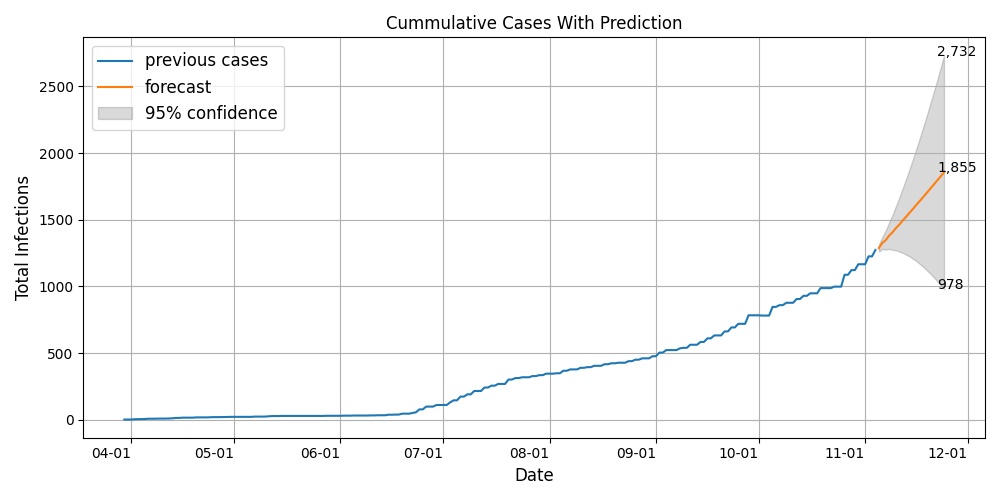 Cummulative Cases With Prediction
previous cases
forecast
95% confidence
2,732
1,855
978
2500
2000
1500
1000
500
0
Total Infections
04-01 05-01 06-01 07-01 08-01 09-01 10-01 11-01 12-01
Date